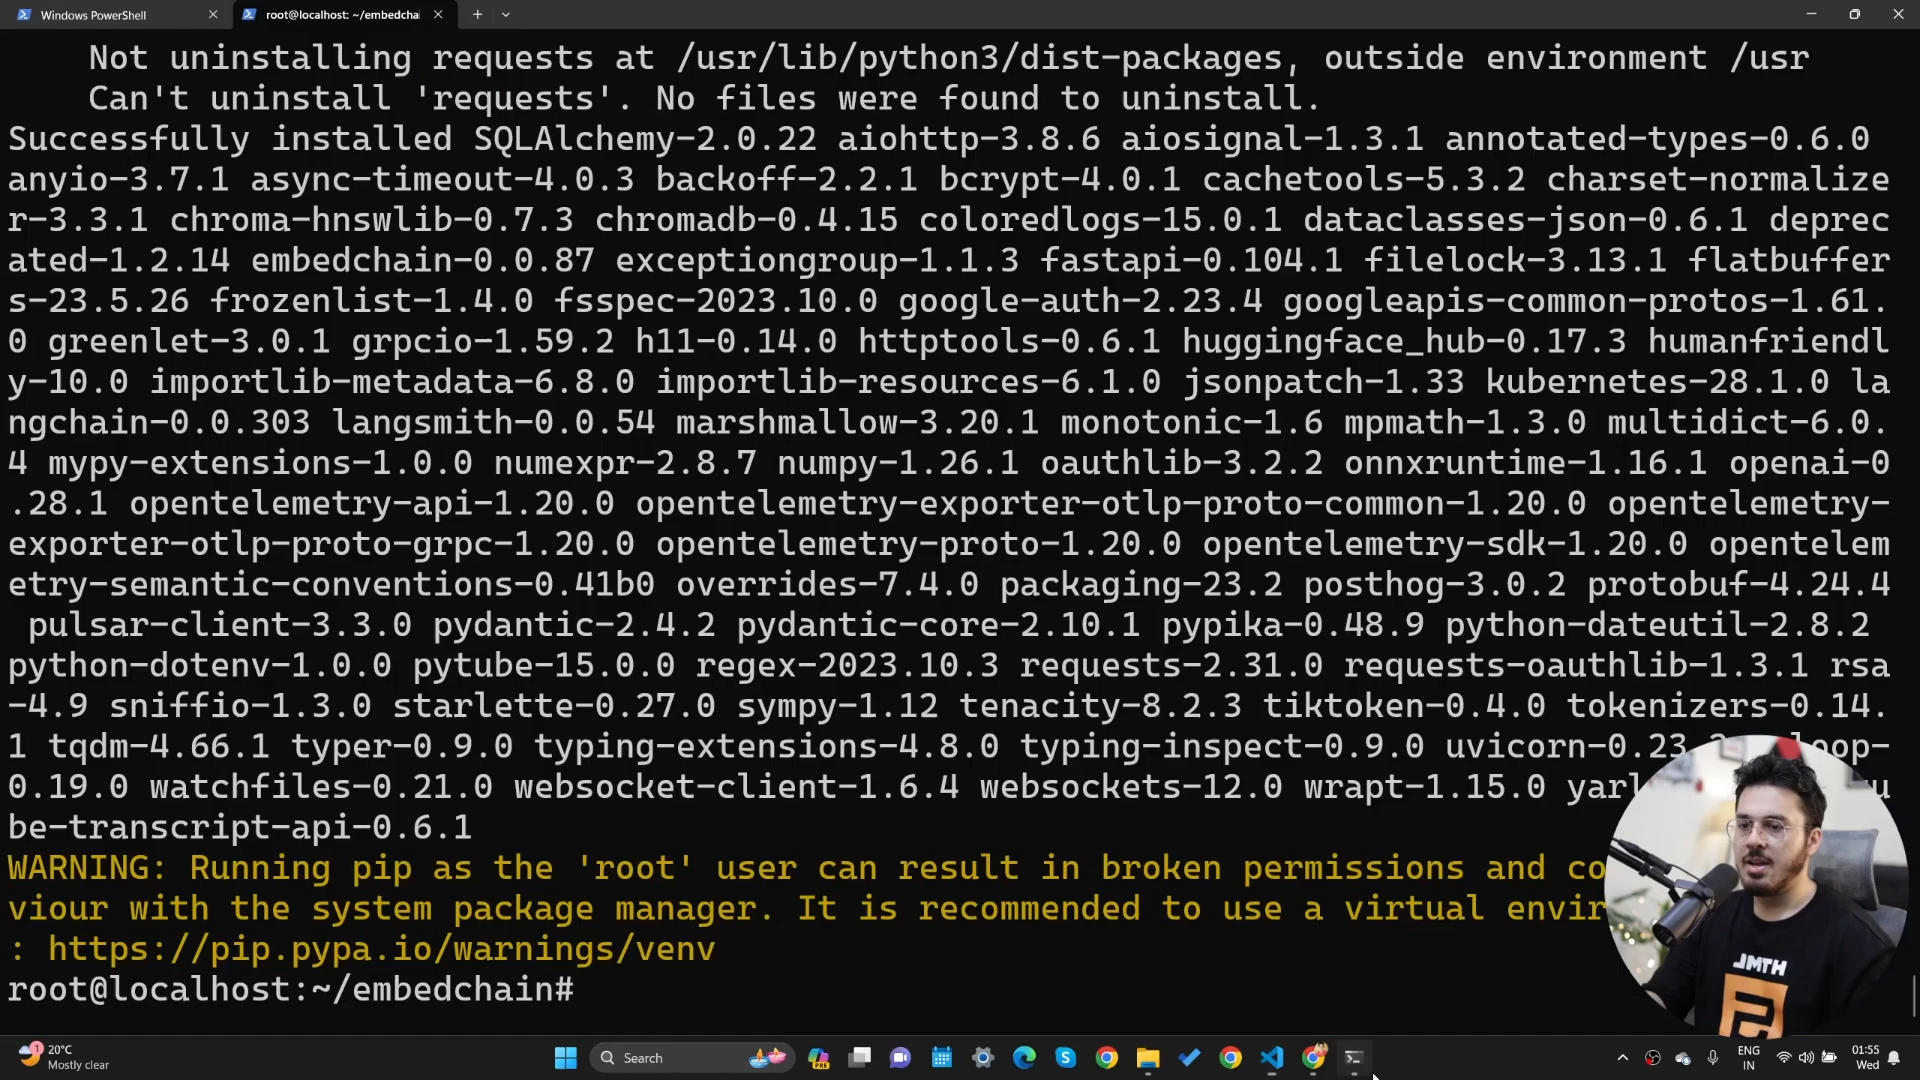 Windows PowerShell
root@localhost: ~/embedchai
Not uninstalling requests at /usr/lib/python3/dist-packages, outside environment /usr
Can't uninstall 'requests'. No files were found to uninstall.
Successfully installed SQLAlchemy-2.0.22 aiohttp-3.8.6 aiosignal-1.3.1 annotated-types-0.6.0
anyio-3.7.1 async-timeout-4.0.3 backoff-2.2.1 bcrypt-4.0.1 cachetools-5.3.2 charset-normalize
r-3.3.1 chroma-hnswlib-0.7.3 chromadb-0.4.15 coloredlogs-15.0.1 dataclasses-json-0.6.1 deprec
ated-1.2.14 embedchain-0.0.87 exceptiongroup-1.1.3 fastapi-0.104.1 filelock-3.13.1 flatbuffer
s-23.5.26 frozenlist-1.4.0 fsspec-2023.10.0 google-auth-2.23.4 googleapis-common-protos-1.61.
0 greenlet-3.0.1 grpcio-1.59.2 h11-0.14.0 httptools-0.6.1 huggingface_hub-0.17.3 humanfriendl
y-10.0 importlib-metadata-6.8.0 importlib-resources-6.1.0 jsonpatch-1.33 kubernetes-28.1.0 la
ngchain-0.0.303 langsmith-0.0.54 marshmallow-3.20.1 monotonic-1.6 mpmath-1.3.0 multidict-6.0.
4 mypy-extensions-1.0.0 numexpr-2.8.7 numpy-1.26.1 oauthlib-3.2.2 onnxruntime-1.16.1 openai-0
.28.1 opentelemetry-api-1.20.0 opentelemetry-exporter-otlp-proto-common-1.20.0 opentelemetry-
exporter-otlp-proto-grpc-1.20.0 opentelemetry-proto-1.20.0 opentelemetry-sdk-1.20.0 opentelem
etry-semantic-conventions-0.41b0 overrides-7.4.0 packaging-23.2 posthog-3.0.2 protobuf-4.24.4
pulsar-client-3.3.0 pydantic-2.4.2 pydantic-core-2.10.1 pypika-0.48.9 python-dateutil-2.8.2
python-dotenv-1.0.0 pytube-15.0.0 regex-2023.10.3 requests-2.31.0 requests-oauthlib-1.3.1 rsa
-4.9 sniffio-1.3.0 starlette-0.27.0 sympy-1.12 tenacity-8.2.3 tiktoken-0.4.0 tokenizers-0.14.
1 tqdm-4.66.1 typer-0.9.0 typing-extensions-4.8.0 typing-inspect-0.9.0 uvicorn-0.23 oop-
0.19.0 watchfiles-0.21.0 websocket-client-1.6.4 websockets-12.0 wrapt-1.15.0 yarl u
be-transcript-api-0.6.1
WARNING: Running pip as the 'root' user can result in broken permissions and co
viour with the system package manager. It is recommended to use a virtual envir
: https://pip.pypa.io/warnings/venv
root@localhost:~/embedchain#
HTML
20°C
Mostly clear
Search
PRE
ENG
IN
01:55
Wed